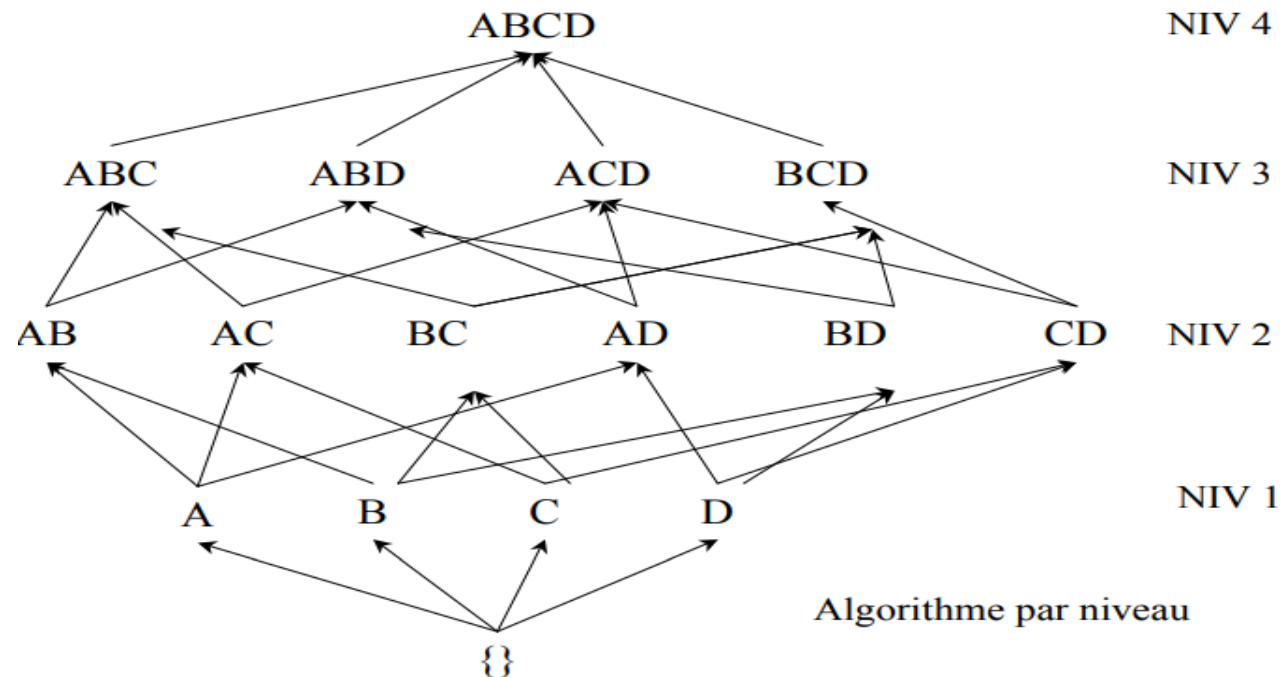 ABCD NIV 4
ABC ABD ACD BCD NIV 3
AB AC BC AD BD CD NIV 2
A B C D NIV 1
Algorithme par niveau
{}